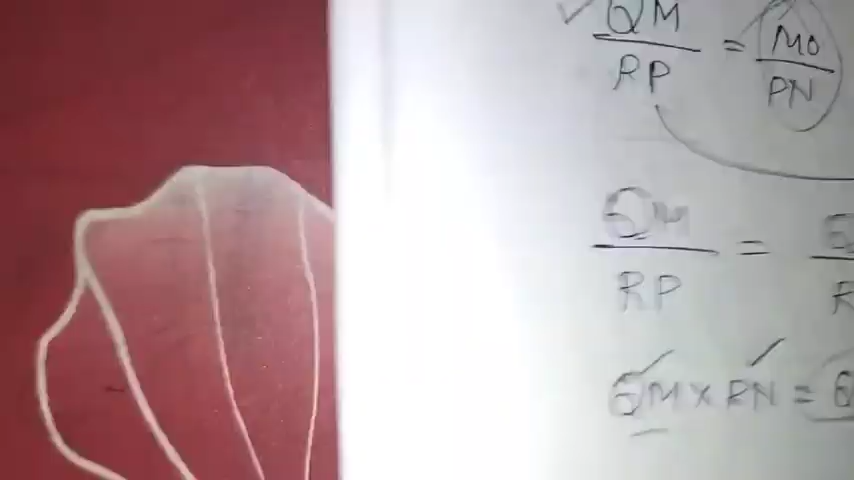 QM/RP = MO/PN
QM/RP =
QM × RN =